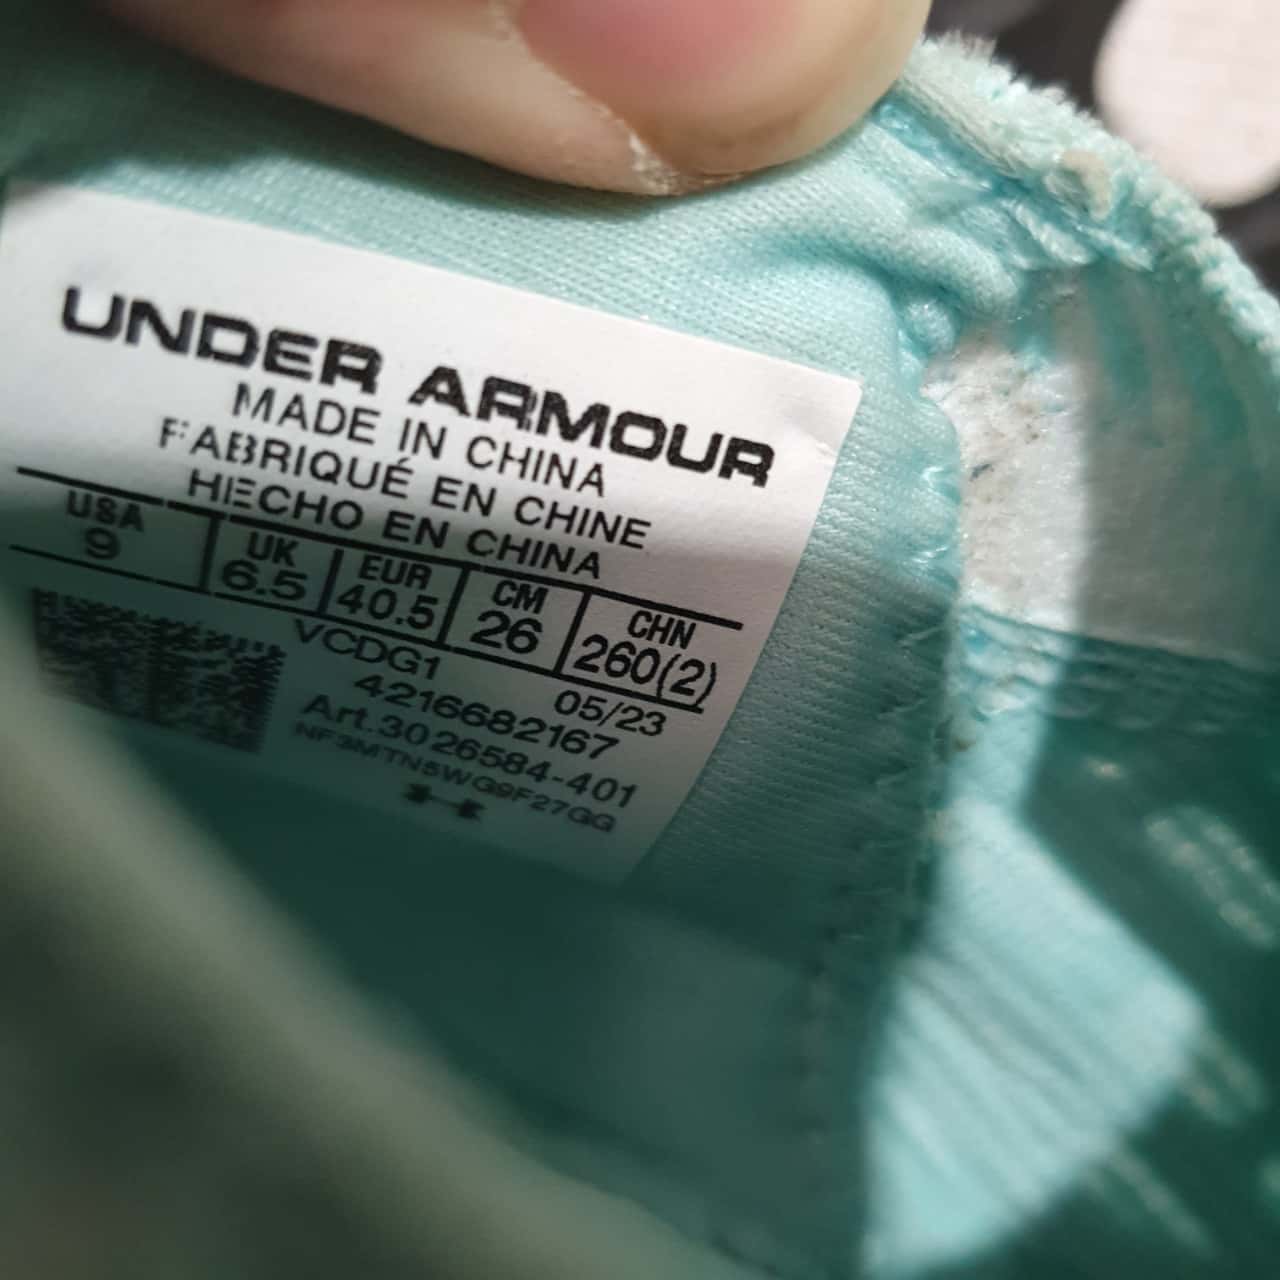 UNDER ARMOUR
MADE IN CHINA
FABRIQUÉ EN CHINE
HECHO EN CHINA
USA UK EUR CM CHN
9 6.5 40.5 26 260(2)
VCDG1 05/23
4216682167
Art.3026584-401
NF3MTN5WG9F27GG